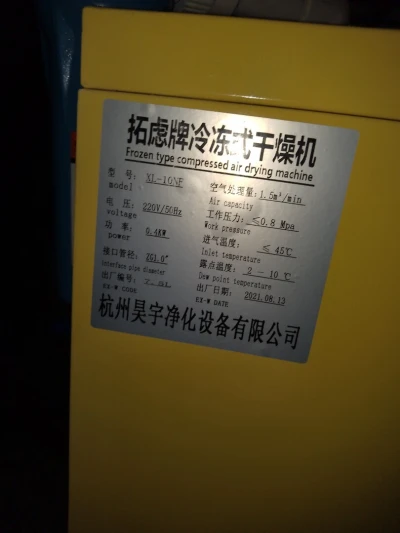 拓虑牌冷冻式干燥机
Frozen type compressed air drying machine
型 号: XL-10NF 空气处理量: 1.5m³/min
model Air capacity
电 压: 220V/50Hz 工作压力: ≤0.8 Mpa
voltage Work pressure
功 率: 0.4KW 进气温度: ≤ 45℃
power Inlet temperature
接口管径: ZG1.0" 露点温度: 2 - 10℃
Interface pipe diameter Dew point temperature
出厂编号: 出厂日期: 2021.08.12
EX-W CODE EX-W DATE
杭州昊宇净化设备有限公司